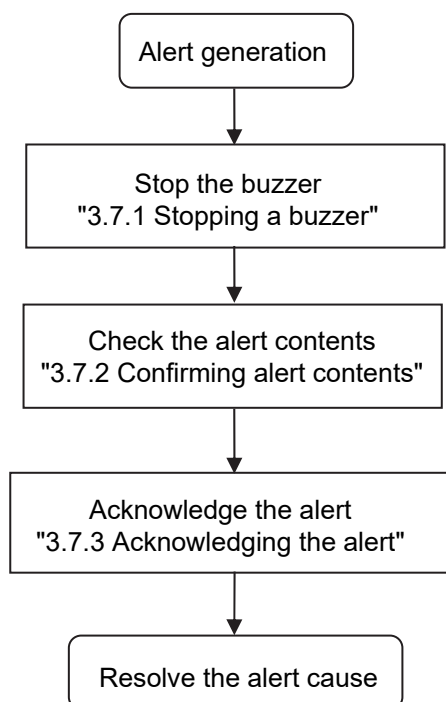 Alert generation
Stop the buzzer
"3.7.1 Stopping a buzzer"
Check the alert contents
"3.7.2 Confirming alert contents"
Acknowledge the alert
"3.7.3 Acknowledging the alert"
Resolve the alert cause